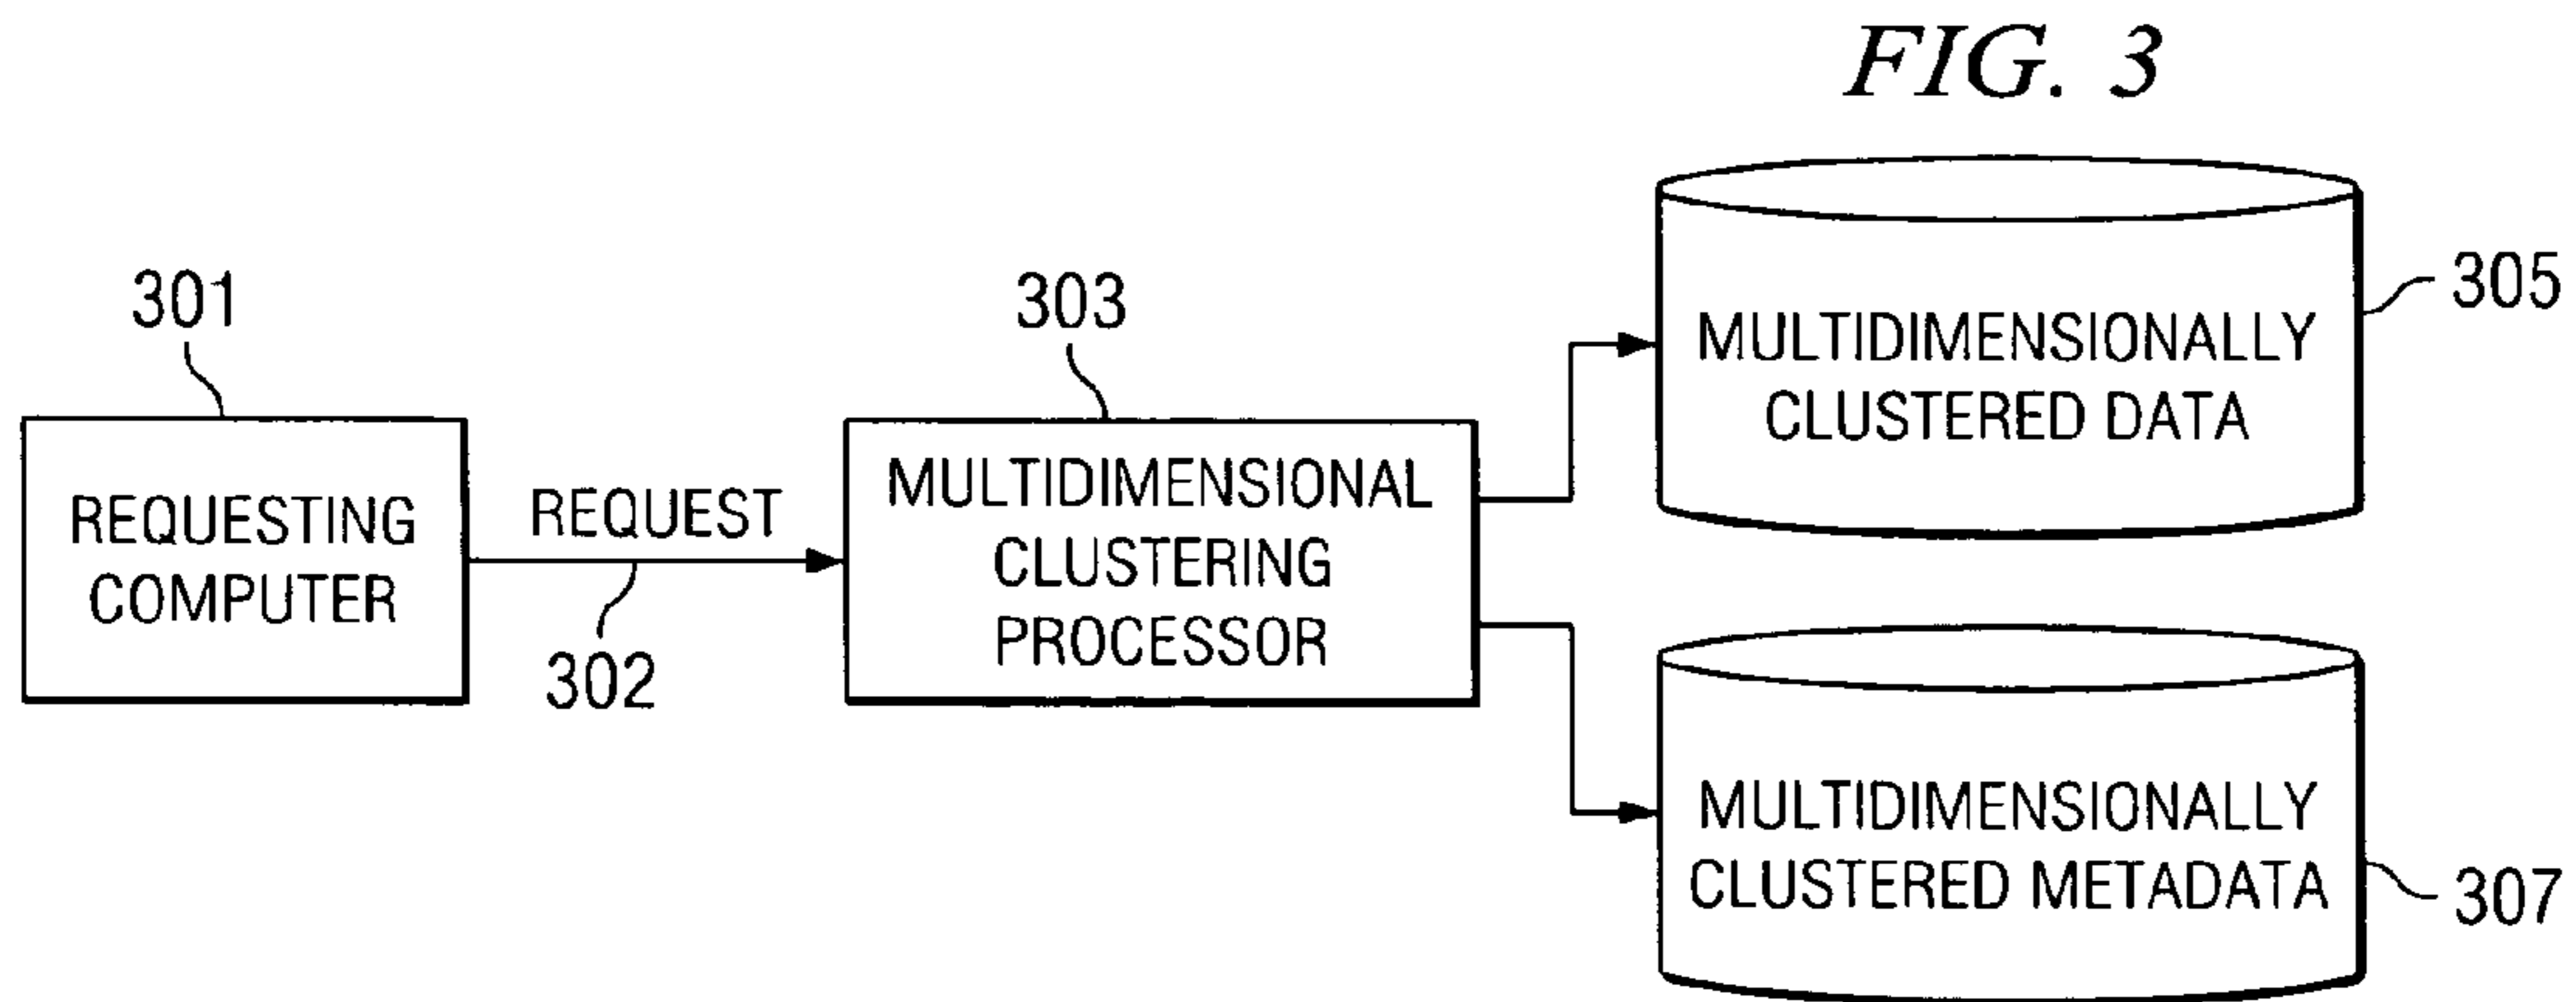 FIG. 3
301
REQUESTING
COMPUTER
REQUEST
302
303
MULTIDIMENSIONAL
CLUSTERING
PROCESSOR
MULTIDIMENSIONALLY
CLUSTERED DATA
305
MULTIDIMENSIONALLY
CLUSTERED METADATA
307